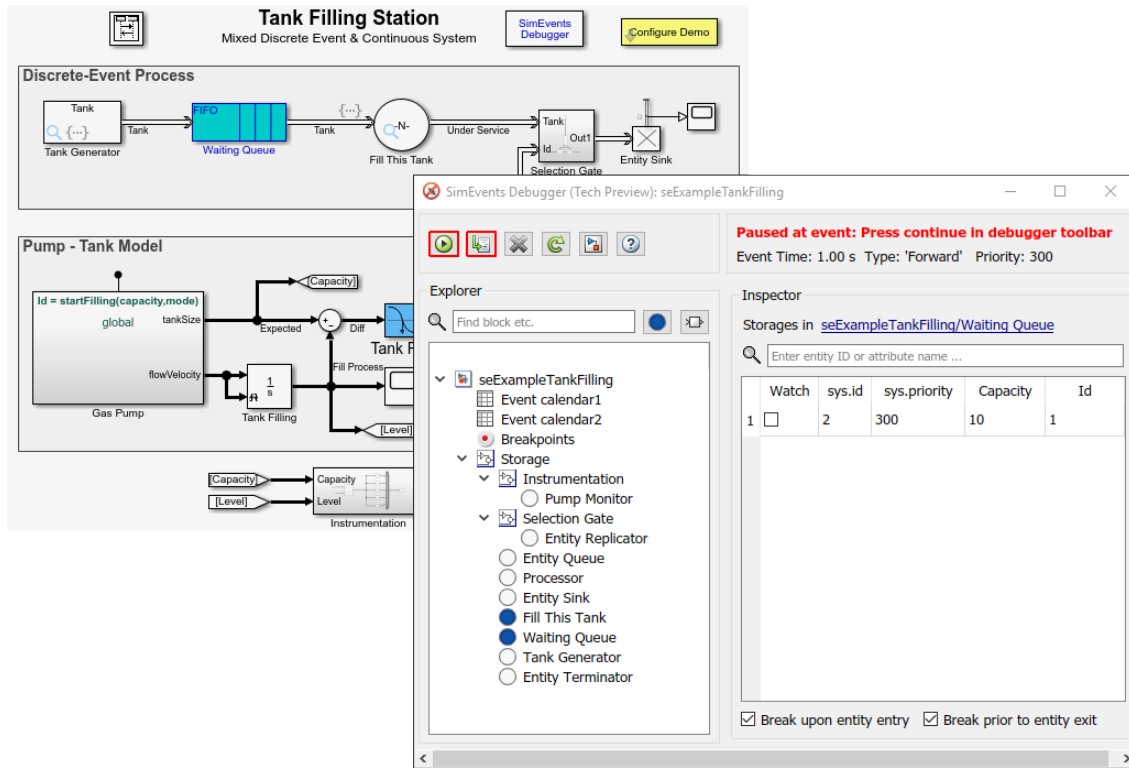 Tank Filling Station
Mixed Discrete Event & Continuous System
SimEvents
Debugger
Configure Demo
Discrete-Event Process
Tank
{···}
Tank Generator
Tank
FIFO
Waiting Queue
Tank
{···}
-N-
Fill This Tank
Under Service
Tank
Id
Out1
Selection Gate
a
Entity Sink
Pump - Tank Model
Id = startFilling(capacity,mode)
global
tankSize
flowVelocity
Gas Pump
[Capacity]
Expected
+
-
Diff
Tank F
1
s
Tank Filling
Fill Process
[Level]
[Capacity]
[Level]
Capacity
Level
Instrumentation
SimEvents Debugger (Tech Preview): seExampleTankFilling
Paused at event: Press continue in debugger toolbar
Event Time: 1.00 s Type: 'Forward' Priority: 300
Explorer
Find block etc.
seExampleTankFilling
Event calendar1
Event calendar2
Breakpoints
Storage
Instrumentation
Pump Monitor
Selection Gate
Entity Replicator
Entity Queue
Processor
Entity Sink
Fill This Tank
Waiting Queue
Tank Generator
Entity Terminator
Inspector
Storages in seExampleTankFilling/Waiting Queue
Enter entity ID or attribute name ...
Watch sys.id sys.priority Capacity Id
1 2 300 10 1
Break upon entity entry Break prior to entity exit